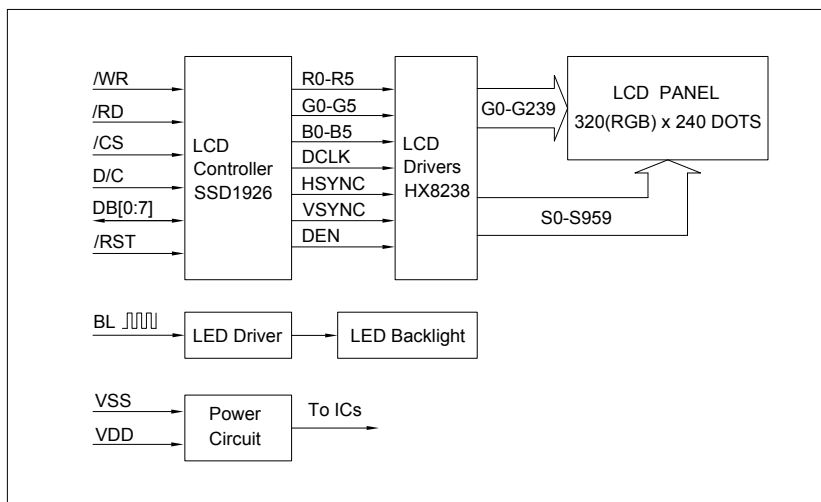 /WR
/RD
/CS
D/C
DB[0:7]
/RST
LCD
Controller
SSD1926
R0-R5
G0-G5
B0-B5
DCLK
HSYNC
VSYNC
DEN
LCD
Drivers
HX8238
G0-G239
S0-S959
LCD PANEL
320(RGB) x 240 DOTS
BL
LED Driver
LED Backlight
VSS
VDD
Power
Circuit
To ICs